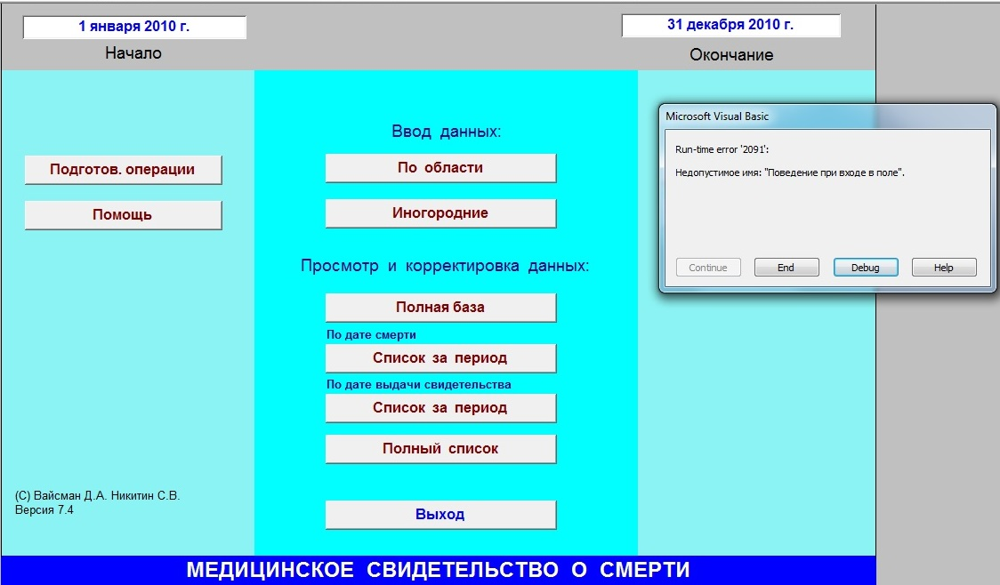 1 января 2010 г.
Начало
31 декабря 2010 г.
Окончание
Подготов. операции
Помощь
(С) Вайсман Д.А. Никитин С.В.
Версия 7.4
Ввод данных:
По области
Иногородние
Просмотр и корректировка данных:
Полная база
По дате смерти
Список за период
По дате выдачи свидетельства
Список за период
Полный список
Выход
Microsoft Visual Basic
Run-time error '2091':
Недопустимое имя: "Поведение при входе в поле".
Continue
End
Debug
Help
МЕДИЦИНСКОЕ СВИДЕТЕЛЬСТВО О СМЕРТИ